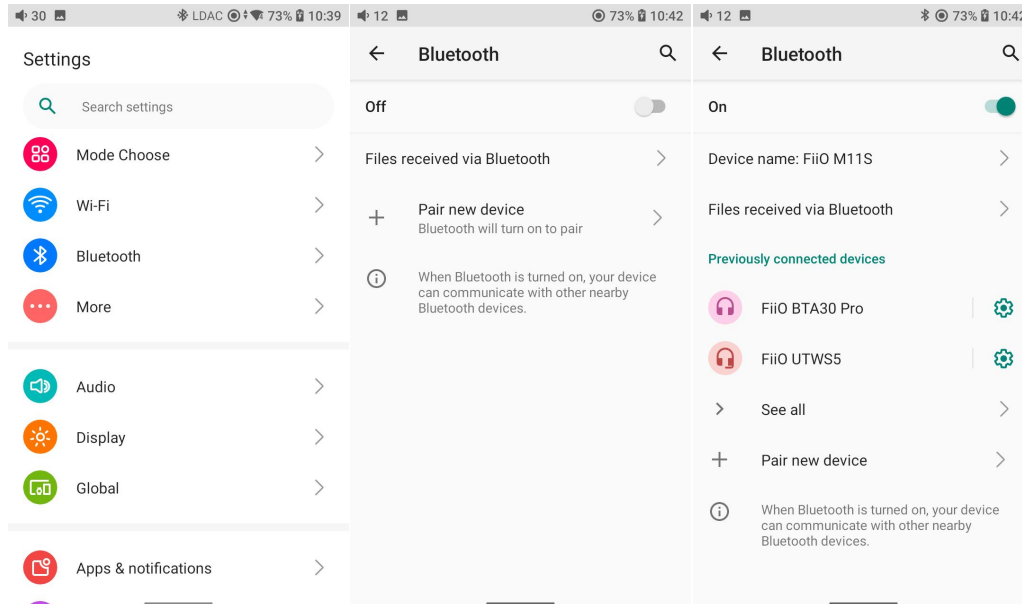 30 LDAC 73% 10:39
Settings
Search settings
Mode Choose
Wi-Fi
Bluetooth
More
Audio
Display
Global
Apps & notifications
12 73% 10:42
Bluetooth
Off
Files received via Bluetooth
Pair new device
Bluetooth will turn on to pair
When Bluetooth is turned on, your device
can communicate with other nearby
Bluetooth devices.
12 73% 10:42
Bluetooth
On
Device name: FiiO M11S
Files received via Bluetooth
Previously connected devices
FiiO BTA30 Pro
FiiO UTWS5
See all
Pair new device
When Bluetooth is turned on, your device
can communicate with other nearby
Bluetooth devices.